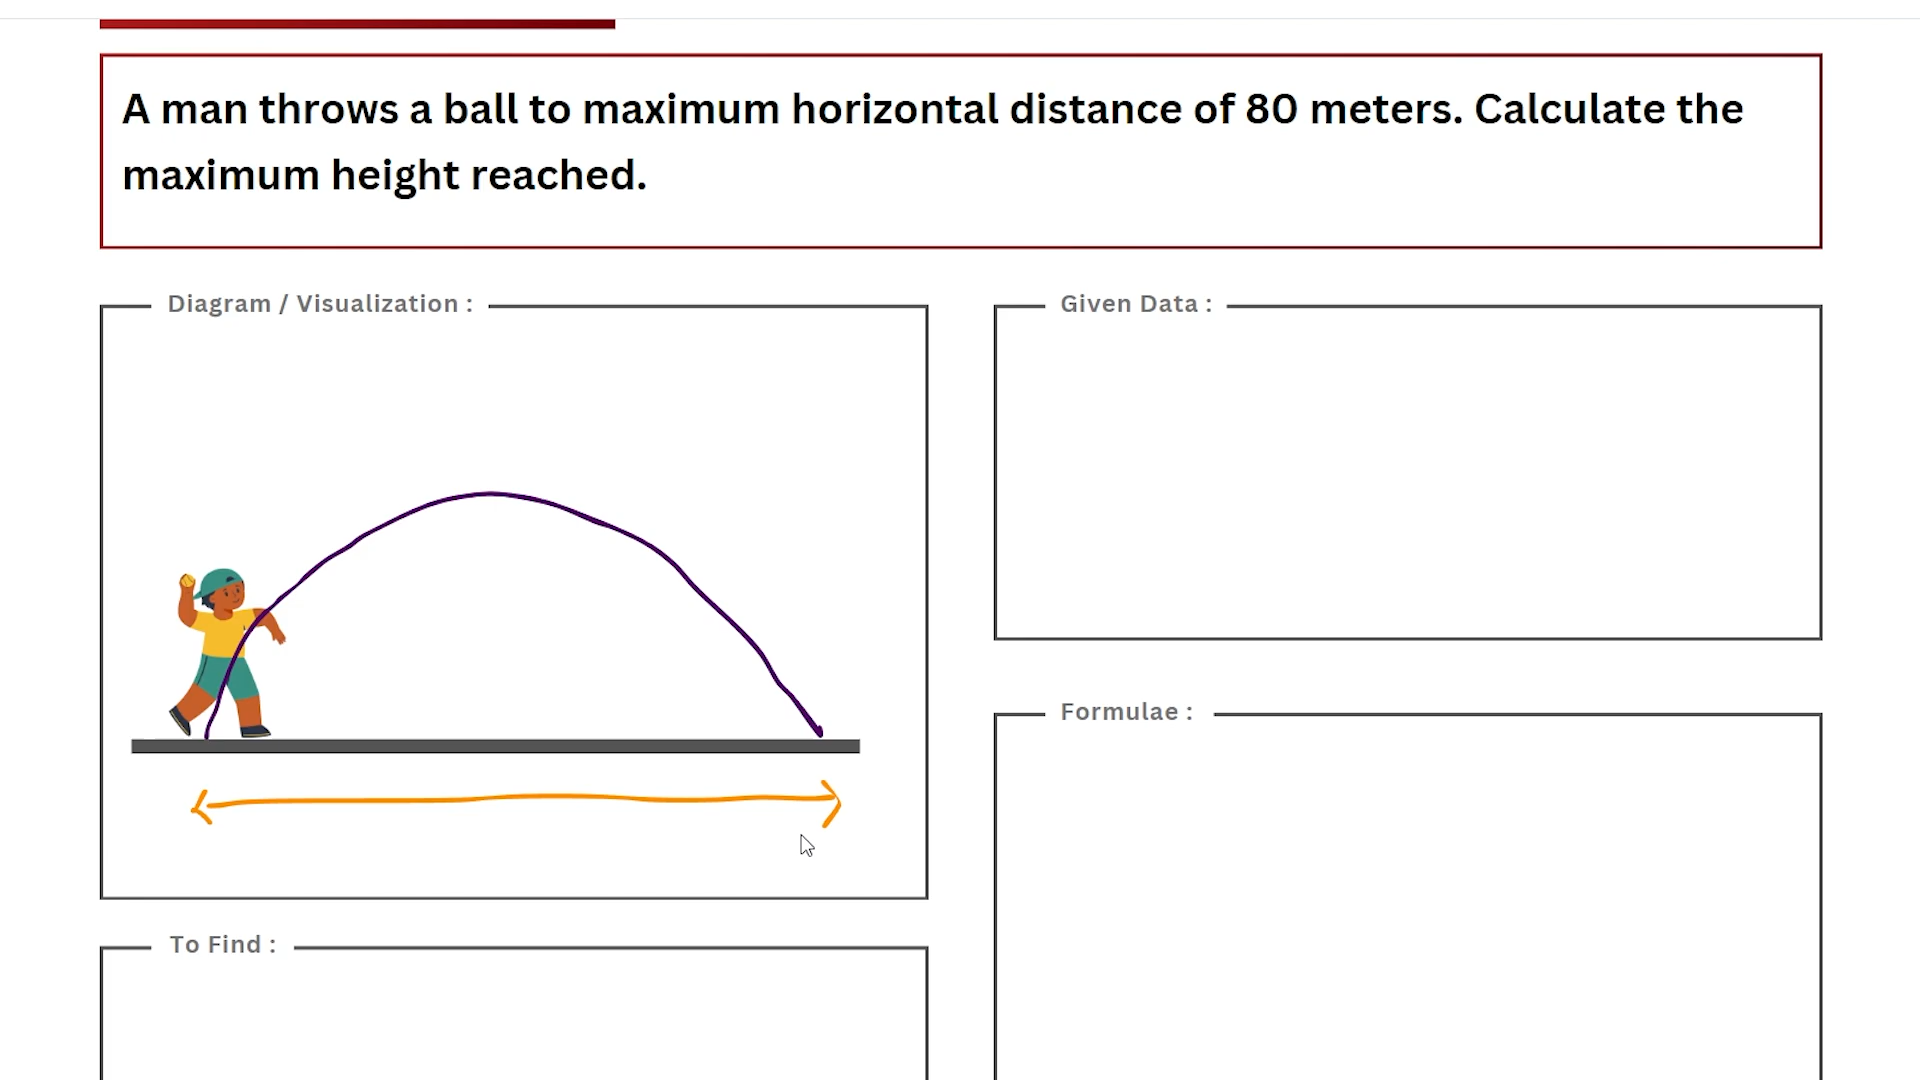 A man throws a ball to maximum horizontal distance of 80 meters. Calculate the
maximum height reached.
Diagram / Visualization :
Given Data :
Formulae :
To Find :